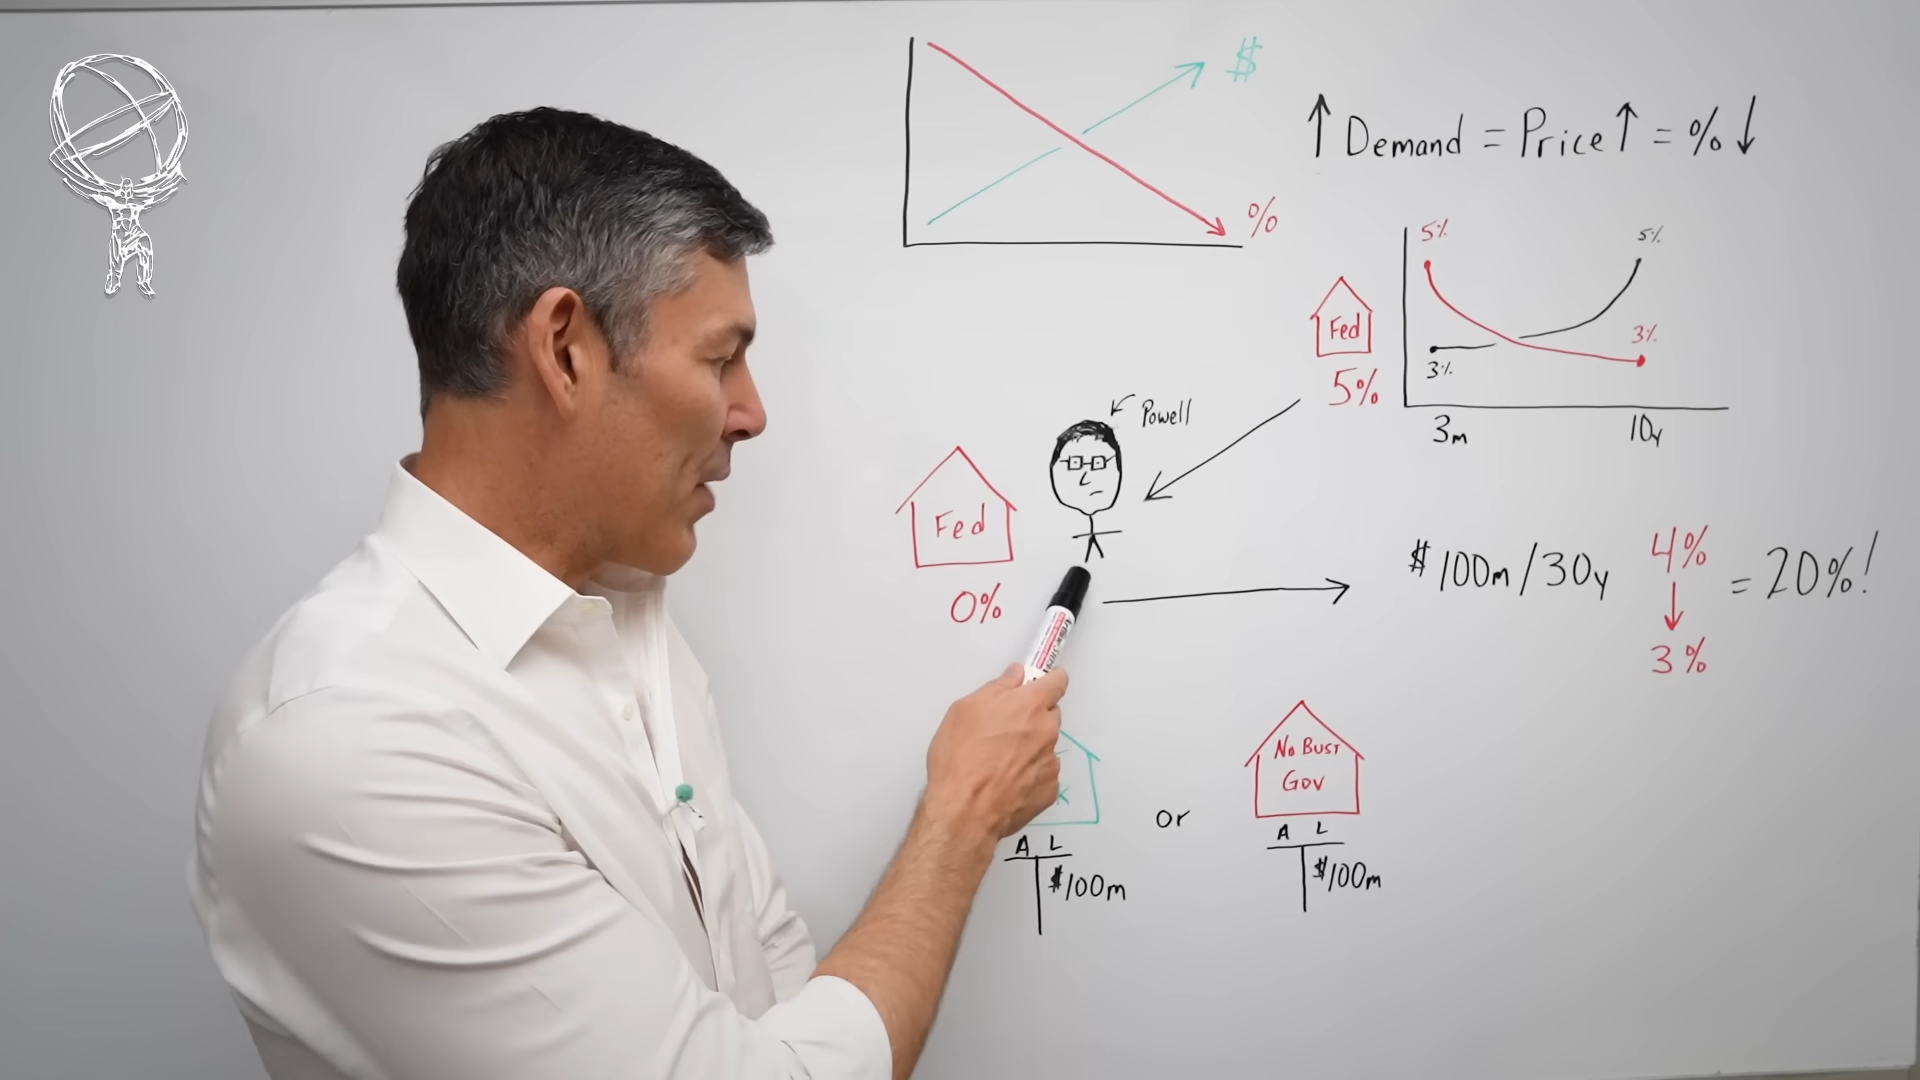 $
%
↑ Demand = Price ↑ = % ↓
5%
5%
3%
3%
3m
10y
Fed
5%
Powell
Fed
0%
$100m/30y
4%
↓
3%
= 20%!
K
A L
$100m
or
No Bust
Gov
A L
$100m